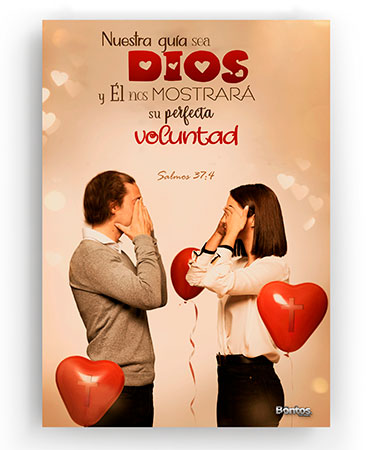 Nuestra guía sea
DIOS
y Él nos MOSTRARÁ
su perfecta
voluntad
Salmos 37:4
Bontos